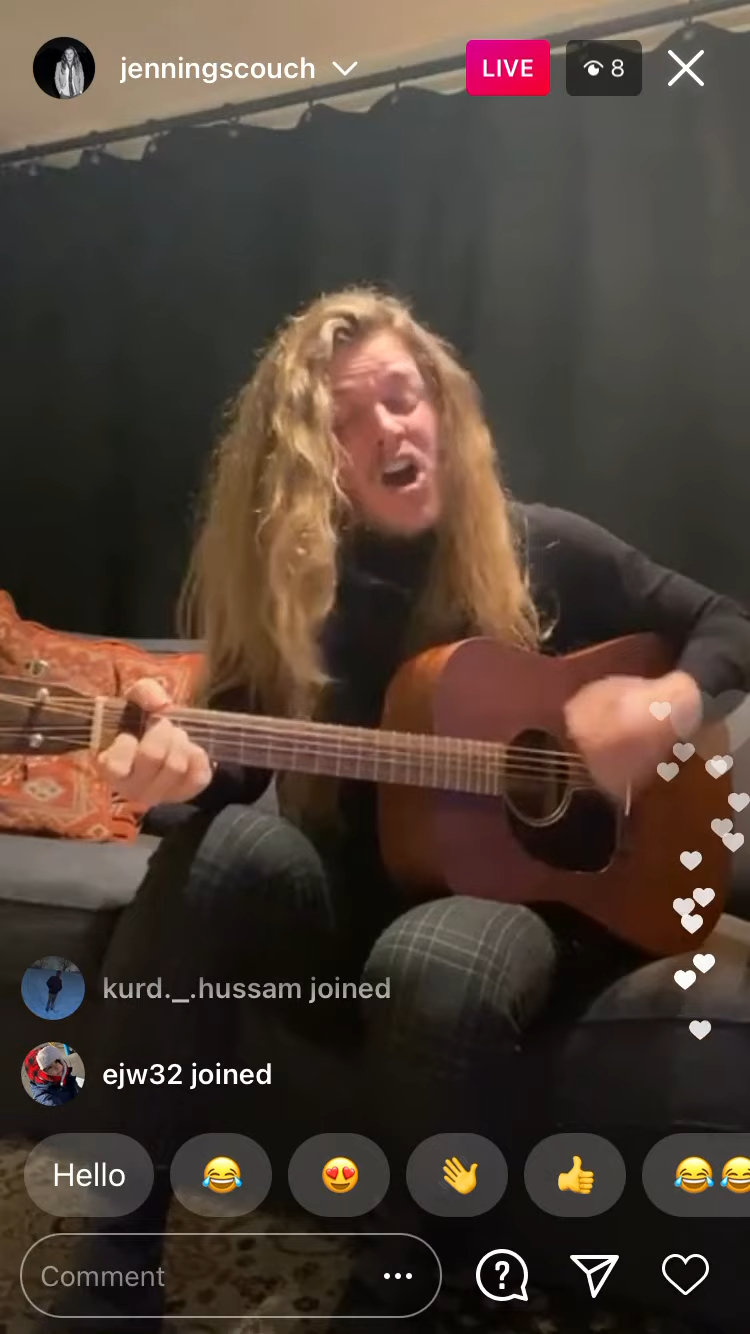 jenningscouch
LIVE
8
kurd._.hussam joined
ejw32 joined
Hello
Comment